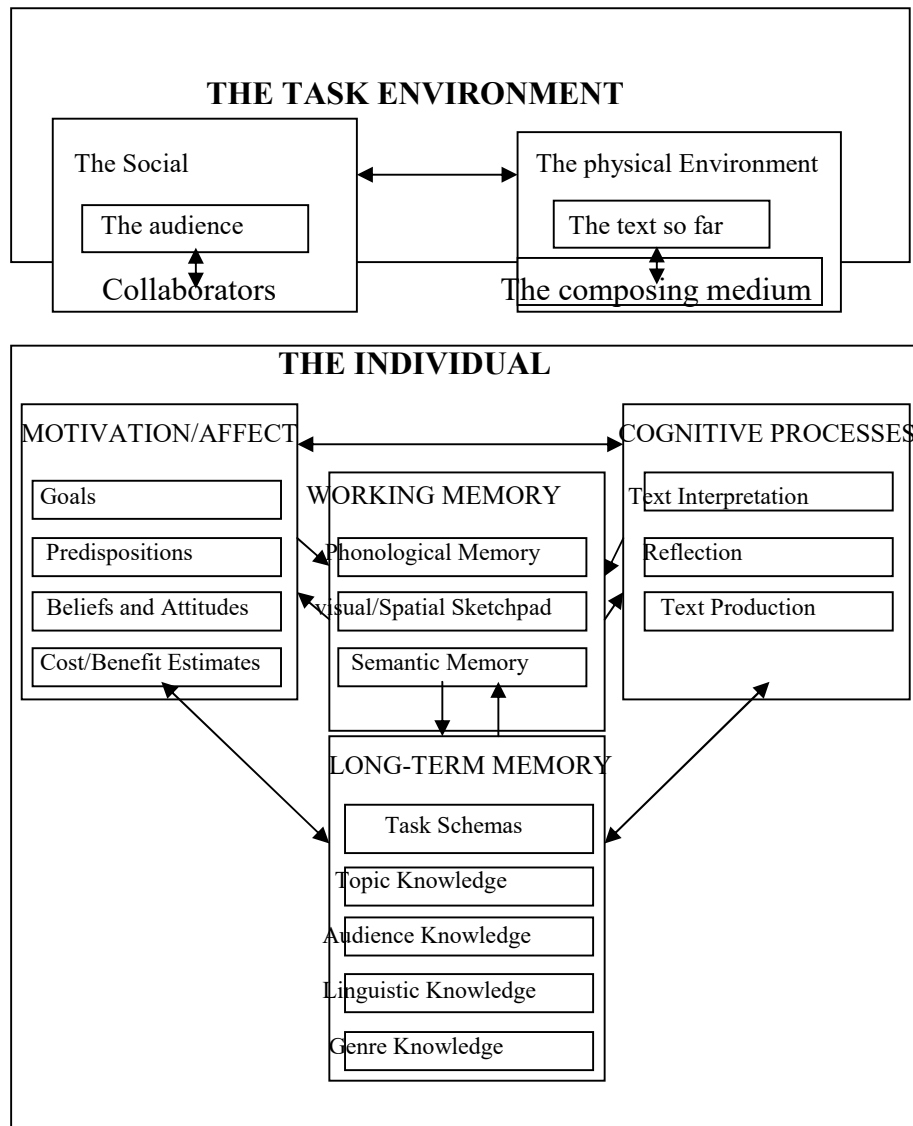 THE TASK ENVIRONMENT
The Social
The audience
Collaborators
The physical Environment
The text so far
The composing medium
THE INDIVIDUAL
MOTIVATION/AFFECT
Goals
Predispositions
Beliefs and Attitudes
Cost/Benefit Estimates
WORKING MEMORY
Phonological Memory
visual/Spatial Sketchpad
Semantic Memory
COGNITIVE PROCESSES
Text Interpretation
Reflection
Text Production
LONG-TERM MEMORY
Task Schemas
Topic Knowledge
Audience Knowledge
Linguistic Knowledge
Genre Knowledge